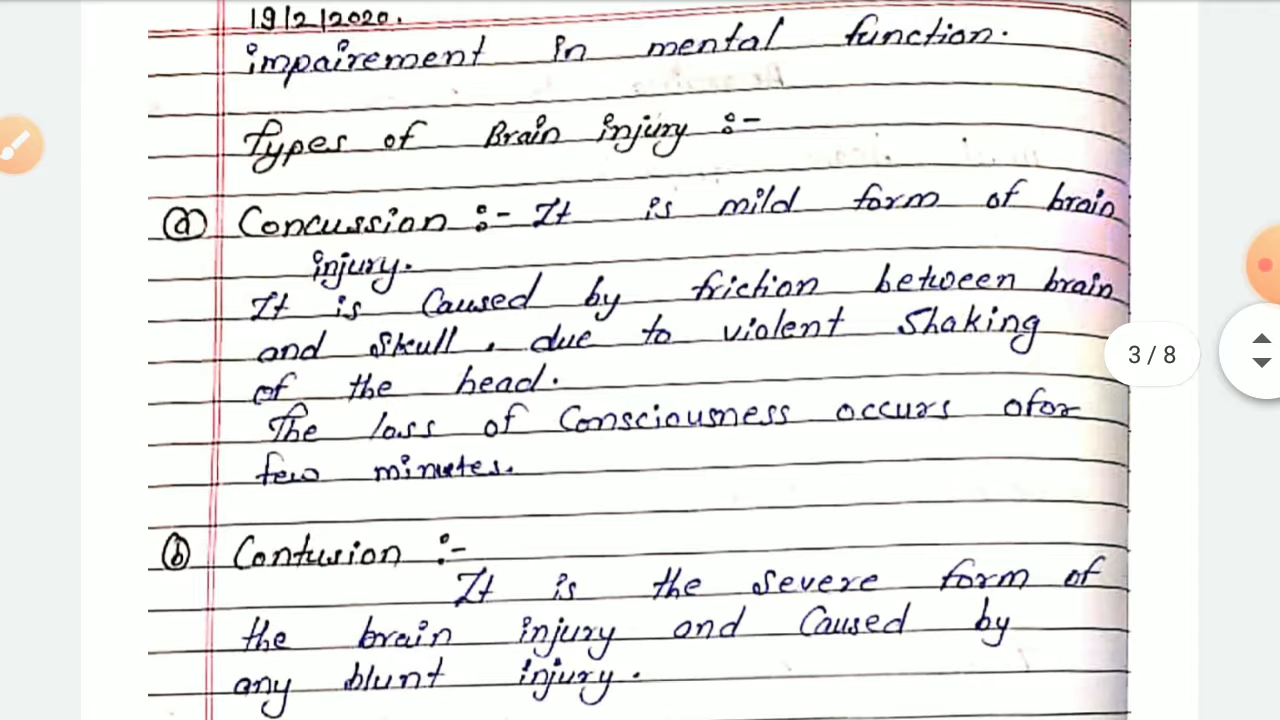 19/2/2020.
impairement in mental function.
Types of Brain injury :-
(a) Concussion :- It is mild form of brain
injury.
It is Caused by friction between brain
and skull, due to violent shaking
of the head.
The loss of Consciousness occurs ofor
few minutes.
(b) Contusion :-
It is the severe form of
the brain injury and Caused by
any blunt injury.
3 / 8